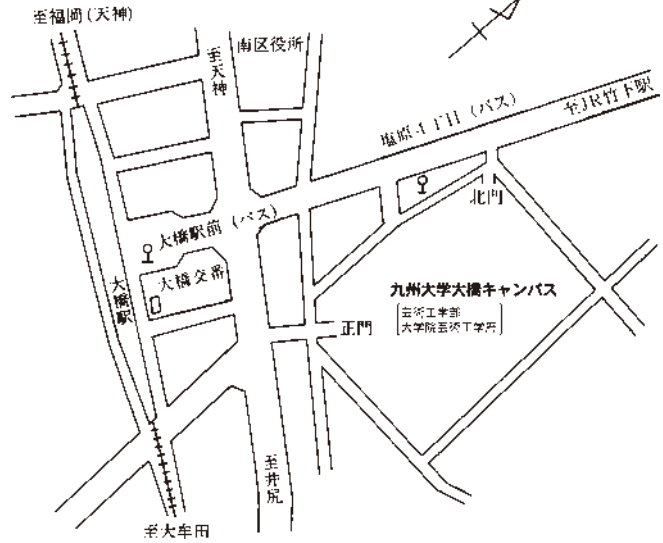 至福岡(天神)
至天神
南区役所
塩原4丁目(バス)
至JR竹下駅
北門
大橋駅前(バス)
大橋交番
大橋駅
九州大学大橋キャンパス
芸術工学部
大学院芸術工学府
正門
至井尻
至大牟田